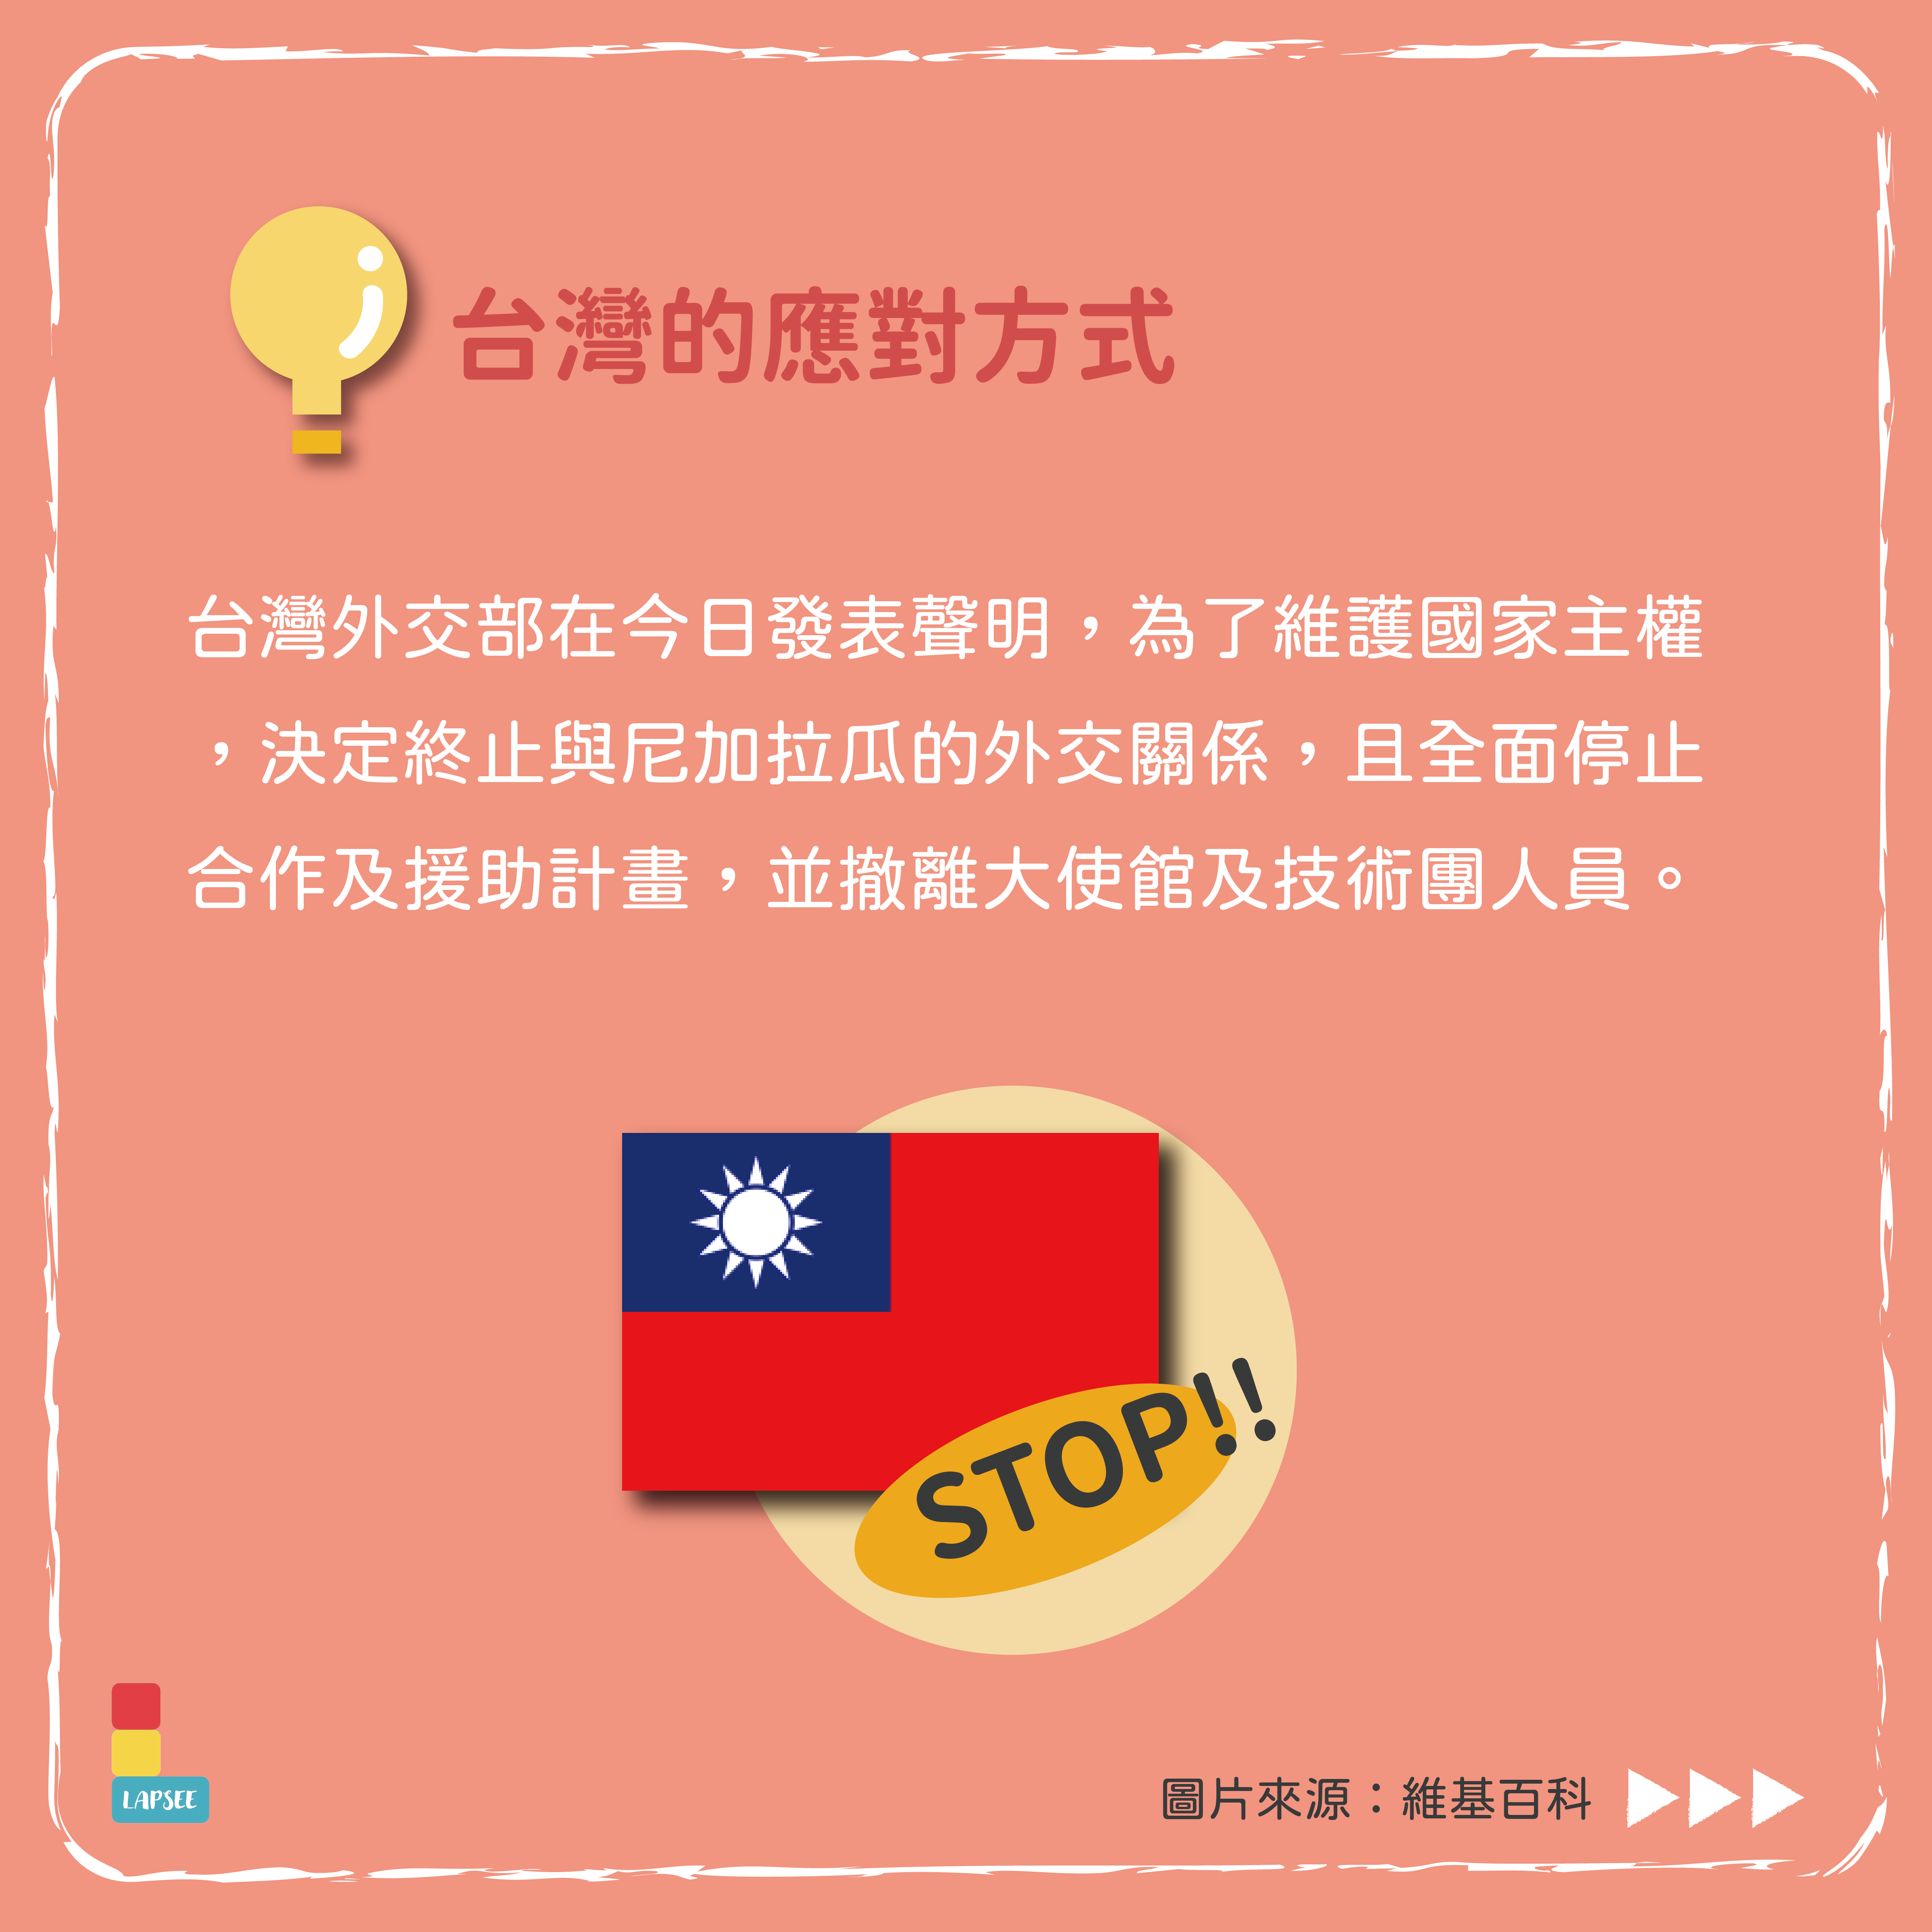 台灣的應對方式
台灣外交部在今日發表聲明，為了維護國家主權
，決定終止與尼加拉瓜的外交關係，且全面停止
合作及援助計畫，並撤離大使館及技術團人員。
STOP!!
LAPSEE
圖片來源：維基百科